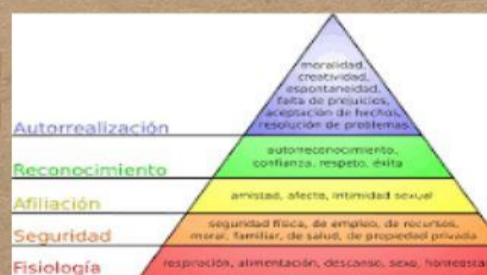 moralidad,
creatividad,
espontaneidad,
falta de prejuicios,
aceptación de hechos,
resolución de problemas
Autorrealización
autorreconocimiento,
confianza, respeto, éxito
Reconocimiento
amistad, afecto, intimidad sexual
Afiliación
seguridad física, de empleo, de recursos,
moral, familiar, de salud, de propiedad privada
Seguridad
respiración, alimentación, descanso, sexo, homeostasis
Fisiología